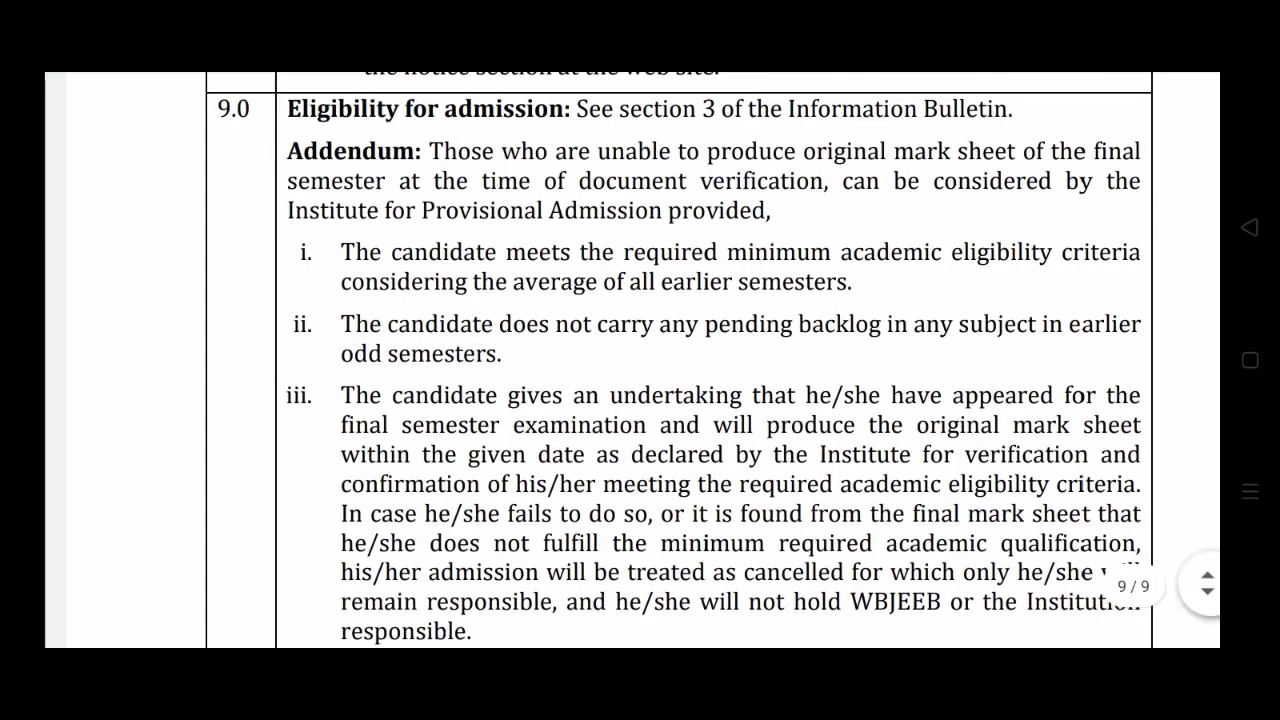 the notice section at the web site.
9.0 Eligibility for admission: See section 3 of the Information Bulletin.
Addendum: Those who are unable to produce original mark sheet of the final
semester at the time of document verification, can be considered by the
Institute for Provisional Admission provided,
i. The candidate meets the required minimum academic eligibility criteria
considering the average of all earlier semesters.
ii. The candidate does not carry any pending backlog in any subject in earlier
odd semesters.
iii. The candidate gives an undertaking that he/she have appeared for the
final semester examination and will produce the original mark sheet
within the given date as declared by the Institute for verification and
confirmation of his/her meeting the required academic eligibility criteria.
In case he/she fails to do so, or it is found from the final mark sheet that
he/she does not fulfill the minimum required academic qualification,
his/her admission will be treated as cancelled for which only he/she will
remain responsible, and he/she will not hold WBJEEB or the Institution
responsible.
9/9